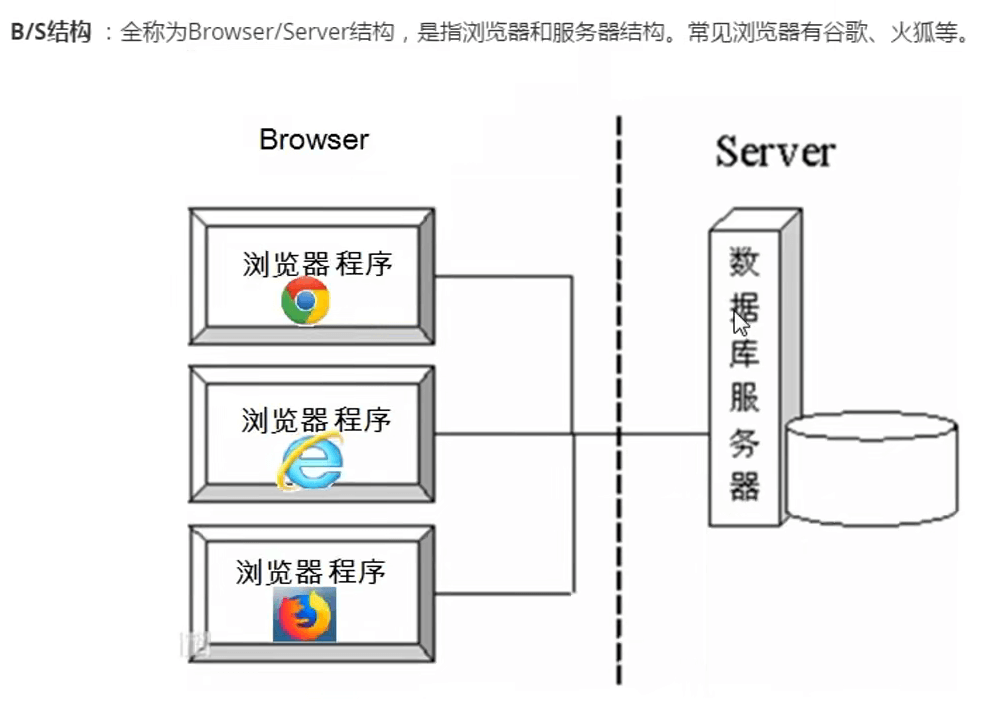 B/S结构 ：全称为Browser/Server结构，是指浏览器和服务器结构。常见浏览器有谷歌、火狐等。
Browser
Server
浏览器程序
浏览器程序
浏览器程序
数据库服务器